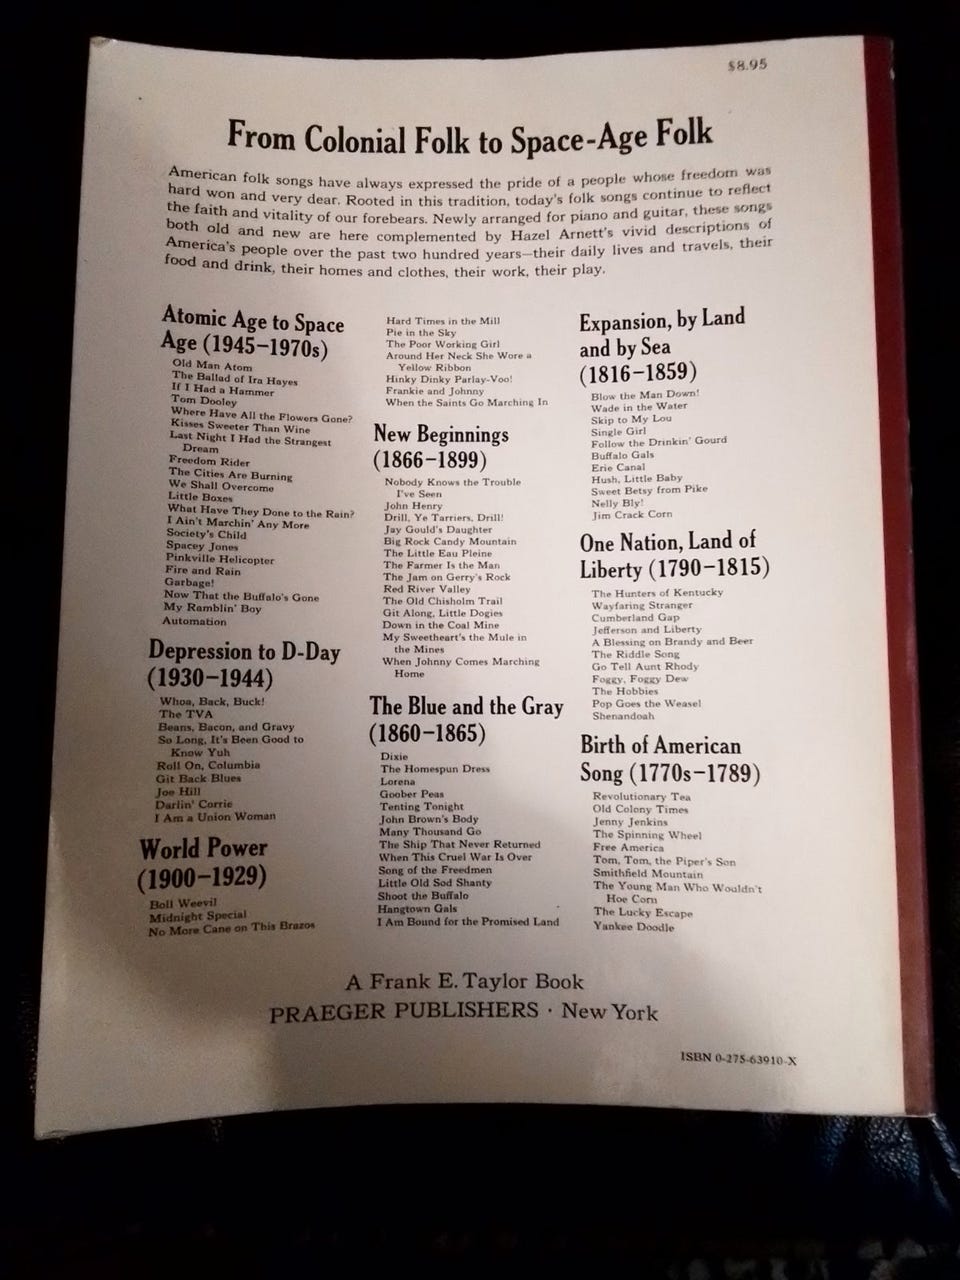 $8.95
From Colonial Folk to Space-Age Folk
American folk songs have always expressed the pride of a people whose freedom was
hard won and very dear. Rooted in this tradition, today's folk songs continue to reflect
the faith and vitality of our forebears. Newly arranged for piano and guitar, these songs
both old and new are here complemented by Hazel Arnett's vivid descriptions of
America's people over the past two hundred years—their daily lives and travels, their
food and drink, their homes and clothes, their work, their play.
Atomic Age to Space
Age (1945–1970s)
Old Man Atom
The Ballad of Ira Hayes
If I Had a Hammer
Tom Dooley
Where Have All the Flowers Gone?
Kisses Sweeter Than Wine
Last Night I Had the Strangest
Dream
Freedom Rider
The Cities Are Burning
We Shall Overcome
Little Boxes
What Have They Done to the Rain?
I Ain't Marchin' Any More
Society's Child
Spacey Jones
Pinkville Helicopter
Fire and Rain
Garbage!
Now That the Buffalo's Gone
My Ramblin' Boy
Automation
Depression to D-Day
(1930–1944)
Whoa, Back, Buck!
The TVA
Beans, Bacon, and Gravy
So Long, It's Been Good to
Know Yuh
Roll On, Columbia
Git Back Blues
Joe Hill
Darlin' Corrie
I Am a Union Woman
World Power
(1900–1929)
Boll Weevil
Midnight Special
No More Cane on This Brazos
Hard Times in the Mill
Pie in the Sky
The Poor Working Girl
Around Her Neck She Wore a
Yellow Ribbon
Hinky Dinky Parlay-Voo!
Frankie and Johnny
When the Saints Go Marching In
New Beginnings
(1866–1899)
Nobody Knows the Trouble
I've Seen
John Henry
Drill, Ye Tarriers, Drill!
Jay Gould's Daughter
Big Rock Candy Mountain
The Little Eau Pleine
The Farmer Is the Man
The Jam on Gerry's Rock
Red River Valley
The Old Chisholm Trail
Git Along, Little Dogies
Down in the Coal Mine
My Sweetheart's the Mule in
the Mines
When Johnny Comes Marching
Home
The Blue and the Gray
(1860–1865)
Dixie
The Homespun Dress
Lorena
Goober Peas
Tenting Tonight
John Brown's Body
Many Thousand Go
The Ship That Never Returned
When This Cruel War Is Over
Song of the Freedmen
Little Old Sod Shanty
Shoot the Buffalo
Hangtown Gals
I Am Bound for the Promised Land
Expansion, by Land
and by Sea
(1816–1859)
Blow the Man Down!
Wade in the Water
Skip to My Lou
Single Girl
Follow the Drinkin' Gourd
Buffalo Gals
Erie Canal
Hush, Little Baby
Sweet Betsy from Pike
Nelly Bly!
Jim Crack Corn
One Nation, Land of
Liberty (1790–1815)
The Hunters of Kentucky
Wayfaring Stranger
Cumberland Gap
Jefferson and Liberty
A Blessing on Brandy and Beer
The Riddle Song
Go Tell Aunt Rhody
Foggy, Foggy Dew
The Hobbies
Pop Goes the Weasel
Shenandoah
Birth of American
Song (1770s–1789)
Revolutionary Tea
Old Colony Times
Jenny Jenkins
The Spinning Wheel
Free America
Tom, Tom, the Piper's Son
Smithfield Mountain
The Young Man Who Wouldn't
Hoe Corn
The Lucky Escape
Yankee Doodle
A Frank E. Taylor Book
PRAEGER PUBLISHERS · New York
ISBN 0-275-63910-X